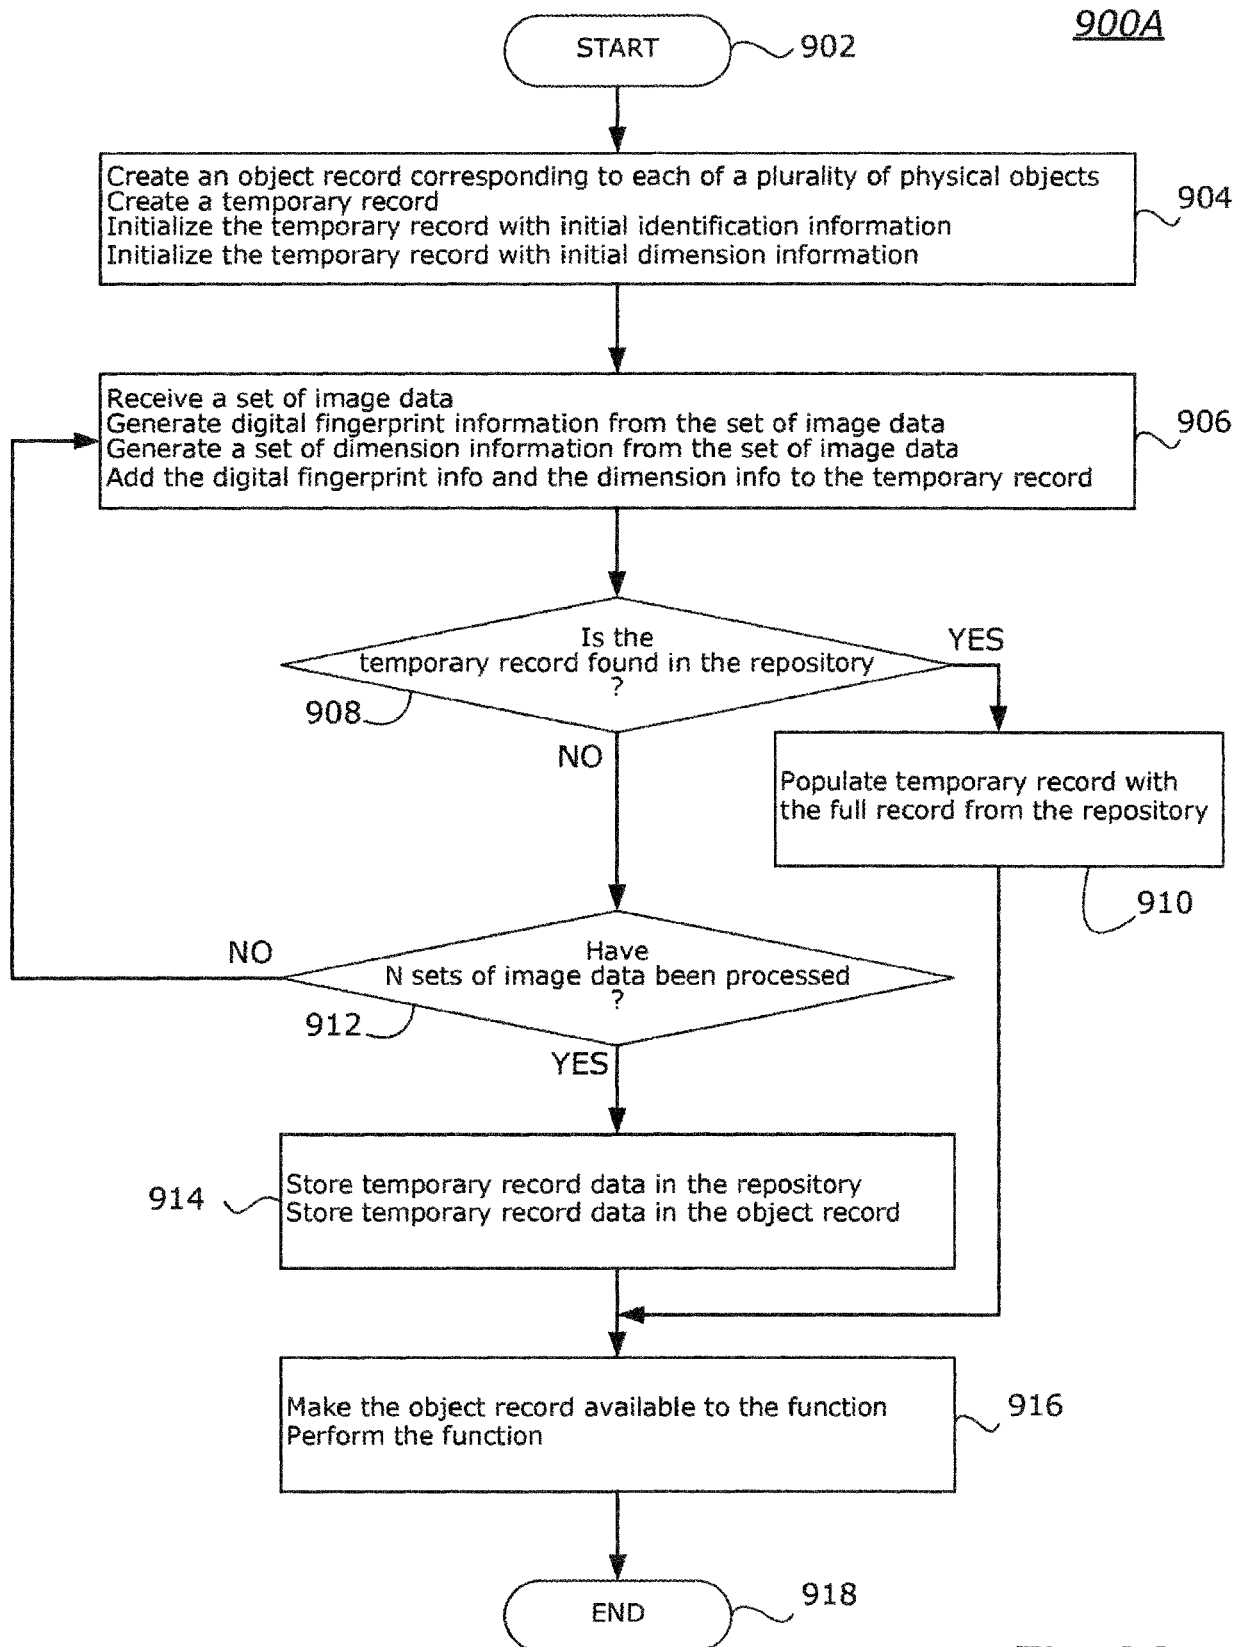 900A
START
902
Create an object record corresponding to each of a plurality of physical objects
Create a temporary record
Initialize the temporary record with initial identification information
Initialize the temporary record with initial dimension information
904
Receive a set of image data
Generate digital fingerprint information from the set of image data
Generate a set of dimension information from the set of image data
Add the digital fingerprint info and the dimension info to the temporary record
906
Is the
temporary record found in the repository
?
YES
908
NO
Populate temporary record with
the full record from the repository
910
NO
Have
N sets of image data been processed
?
912
YES
914
Store temporary record data in the repository
Store temporary record data in the object record
Make the object record available to the function
Perform the function
916
END
918